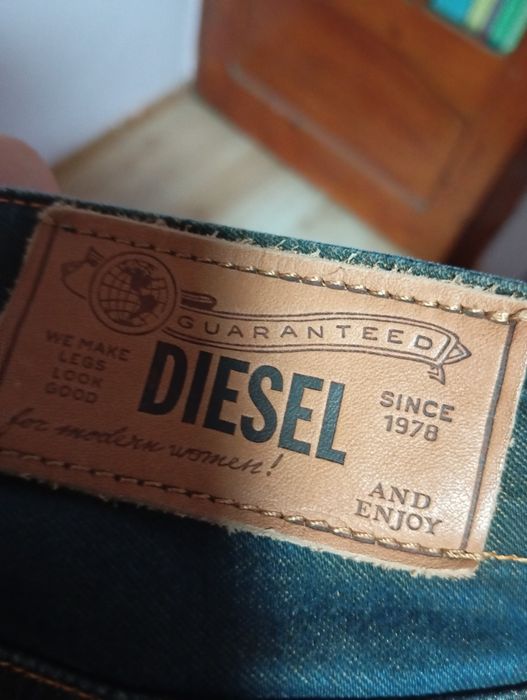 GUARANTEED
WE MAKE
LEGS
LOOK
GOOD
DIESEL
SINCE
1978
for modern women!
AND
ENJOY